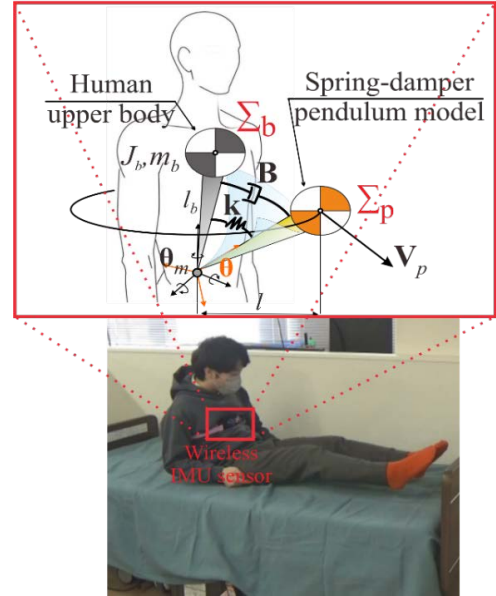 Human
upper body
Spring-damper
pendulum model
Σb
Jb,mb
B
Σp
lb
k
θm
θ
Vp
l
Wireless
IMU sensor